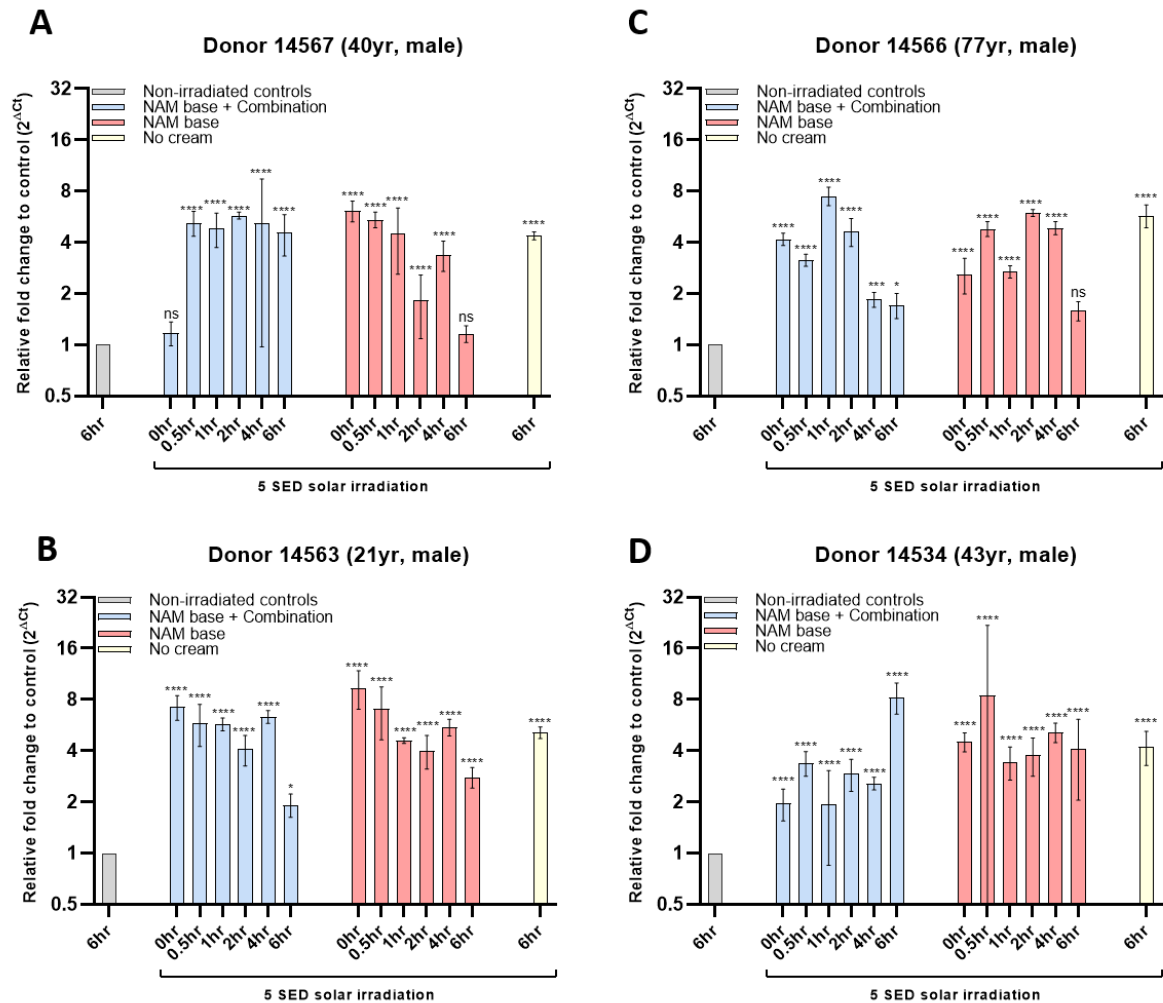 A
Donor 14567 (40yr, male)
Relative fold change to control (2^ΔCt)
32
16
8
4
2
1
0.5
Non-irradiated controls
NAM base + Combination
NAM base
No cream
ns
****
****
****
****
****
****
****
****
****
****
ns
****
6hr
0hr
0.5hr
1hr
2hr
4hr
6hr
0hr
0.5hr
1hr
2hr
4hr
6hr
6hr
5 SED solar irradiation
C
Donor 14566 (77yr, male)
Relative fold change to control (2^ΔCt)
32
16
8
4
2
1
0.5
Non-irradiated controls
NAM base + Combination
NAM base
No cream
****
****
****
****
***
*
****
****
****
****
****
ns
****
6hr
0hr
0.5hr
1hr
2hr
4hr
6hr
0hr
0.5hr
1hr
2hr
4hr
6hr
6hr
5 SED solar irradiation
B
Donor 14563 (21yr, male)
Relative fold change to control (2^ΔCt)
32
16
8
4
2
1
0.5
Non-irradiated controls
NAM base + Combination
NAM base
No cream
****
****
****
****
****
*
****
****
****
****
****
****
****
6hr
0hr
0.5hr
1hr
2hr
4hr
6hr
0hr
0.5hr
1hr
2hr
4hr
6hr
6hr
5 SED solar irradiation
D
Donor 14534 (43yr, male)
Relative fold change to control (2^ΔCt)
32
16
8
4
2
1
0.5
Non-irradiated controls
NAM base + Combination
NAM base
No cream
****
****
****
****
****
****
****
****
****
****
****
****
****
6hr
0hr
0.5hr
1hr
2hr
4hr
6hr
0hr
0.5hr
1hr
2hr
4hr
6hr
6hr
5 SED solar irradiation